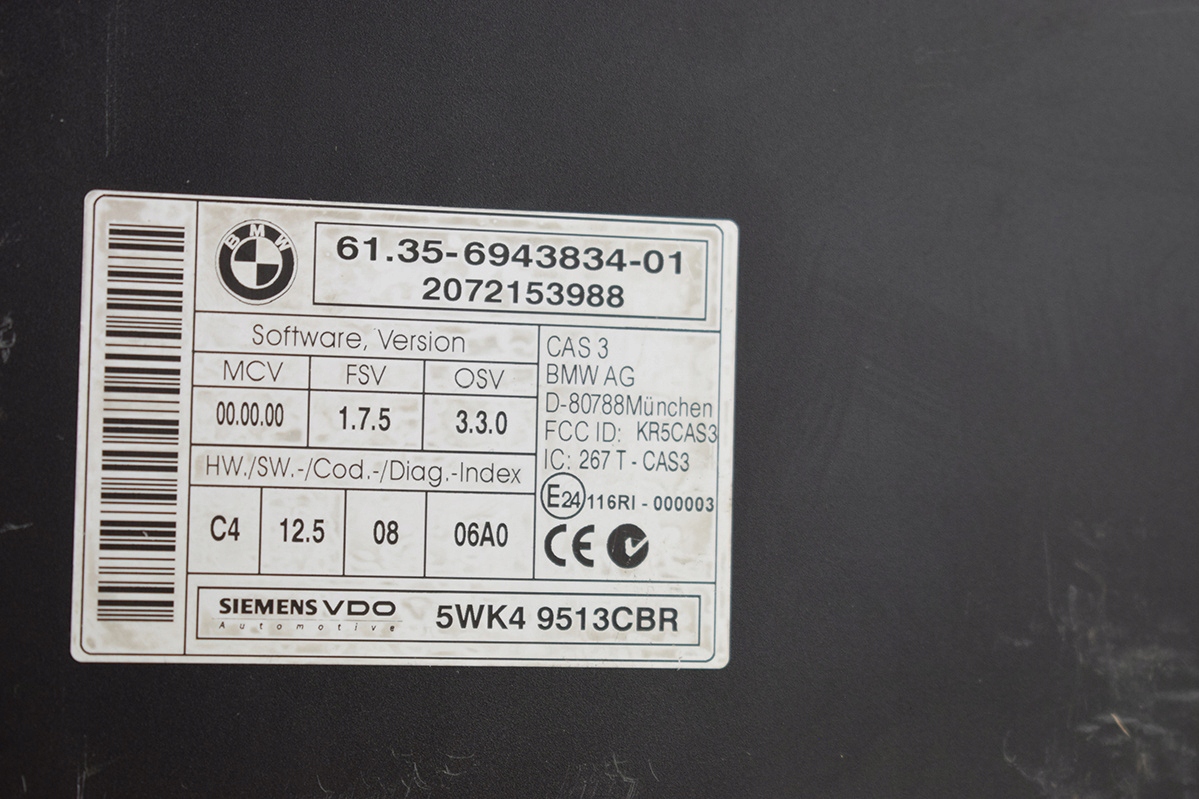 BMW
61.35-6943834-01
2072153988
Software, Version
MCV FSV OSV
00.00.00 1.7.5 3.3.0
HW./SW.-/Cod.-/Diag.-Index
C4 12.5 08 06A0
CAS 3
BMW AG
D-80788München
FCC ID: KR5CAS3
IC: 267 T - CAS3
E24 116RI - 000003
CE
SIEMENS VDO
Automotive
5WK4 9513CBR